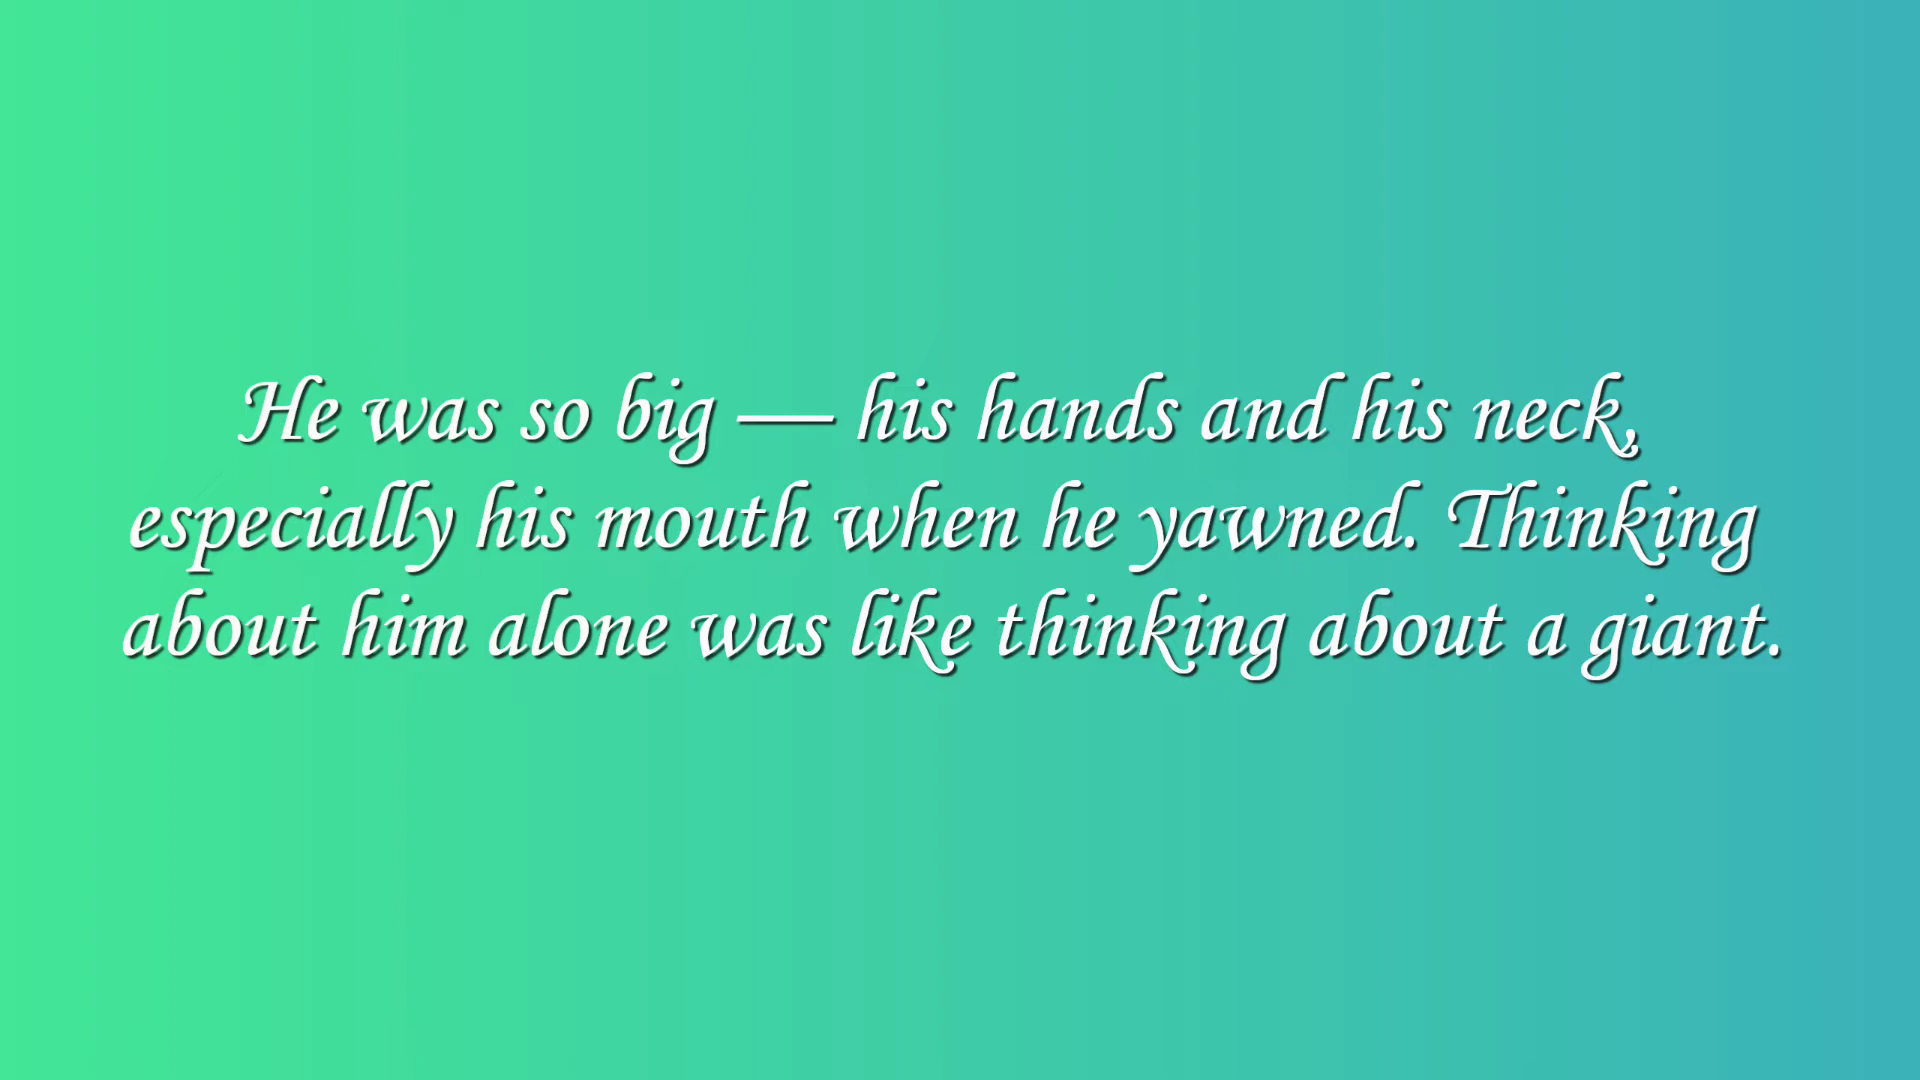 He was so big — his hands and his neck,
especially his mouth when he yawned. Thinking
about him alone was like thinking about a giant.